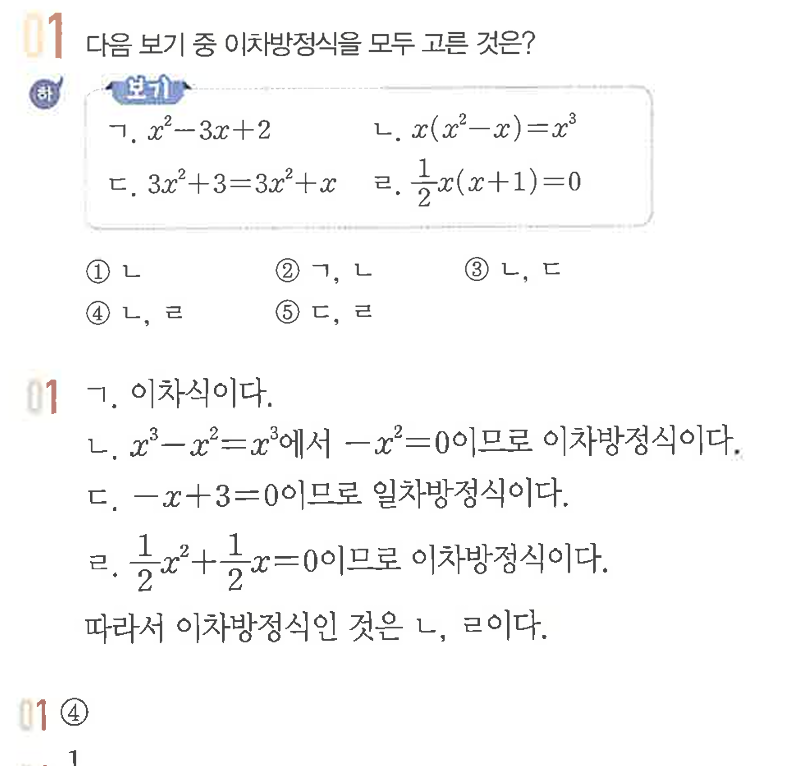 01 다음 보기 중 이차방정식을 모두 고른 것은?
하
보기
ㄱ. x²-3x+2 ㄴ. x(x²-x)=x³
ㄷ. 3x²+3=3x²+x ㄹ. 1/2x(x+1)=0
① ㄴ ② ㄱ, ㄴ ③ ㄴ, ㄷ
④ ㄴ, ㄹ ⑤ ㄷ, ㄹ
01 ㄱ. 이차식이다.
ㄴ. x³-x²=x³에서 -x²=0이므로 이차방정식이다.
ㄷ. -x+3=0이므로 일차방정식이다.
ㄹ. 1/2x²+1/2x=0이므로 이차방정식이다.
따라서 이차방정식인 것은 ㄴ, ㄹ이다.
01 ④